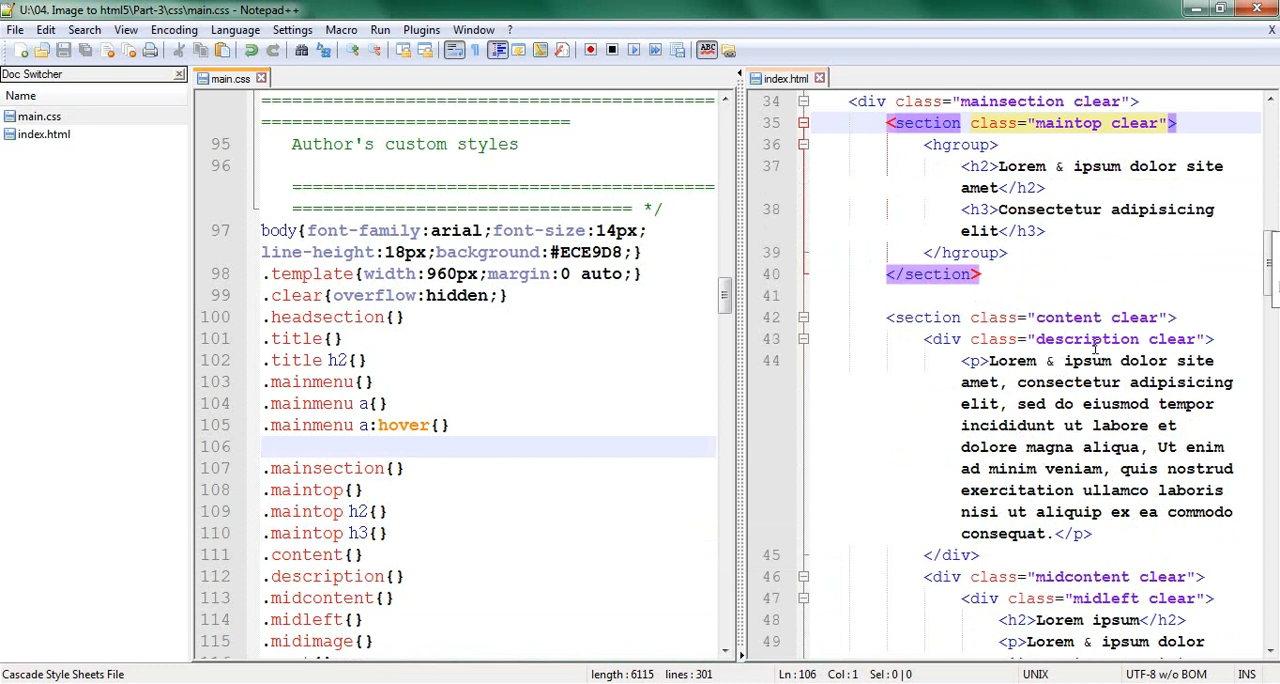 U:\04. Image to html5\Part-3\css\main.css - Notepad++
File Edit Search View Encoding Language Settings Macro Run Plugins Window ? X
ABC
Doc Switcher
Name
main.css
index.html
main.css
========================================================
==============================
95 Author's custom styles
96
===========================================
================================== */
97 body{font-family:arial;font-size:14px;
line-height:18px;background:#ECE9D8;}
98 .template{width:960px;margin:0 auto;}
99 .clear{overflow:hidden;}
100 .headsection{}
101 .title{}
102 .title h2{}
103 .mainmenu{}
104 .mainmenu a{}
105 .mainmenu a:hover{}
106
107 .mainsection{}
108 .maintop{}
109 .maintop h2{}
110 .maintop h3{}
111 .content{}
112 .description{}
113 .midcontent{}
114 .midleft{}
115 .midimage{}
index.html
34 <div class="mainsection clear">
35 <section class="maintop clear">
36 <hgroup>
37 <h2>Lorem & ipsum dolor site
amet</h2>
38 <h3>Consectetur adipisicing
elit</h3>
39 </hgroup>
40 </section>
41
42 <section class="content clear">
43 <div class="description clear">
44 <p>Lorem & ipsum dolor site
amet, consectetur adipisicing
elit, sed do eiusmod tempor
incididunt ut labore et
dolore magna aliqua, Ut enim
ad minim veniam, quis nostrud
exercitation ullamco laboris
nisi ut aliquip ex ea commodo
consequat.</p>
45 </div>
46 <div class="midcontent clear">
47 <div class="midleft clear">
48 <h2>Lorem ipsum</h2>
49 <p>Lorem & ipsum dolor
Cascade Style Sheets File length : 6115 lines : 301 Ln : 106 Col : 1 Sel : 0 | 0 UNIX UTF-8 w/o BOM INS